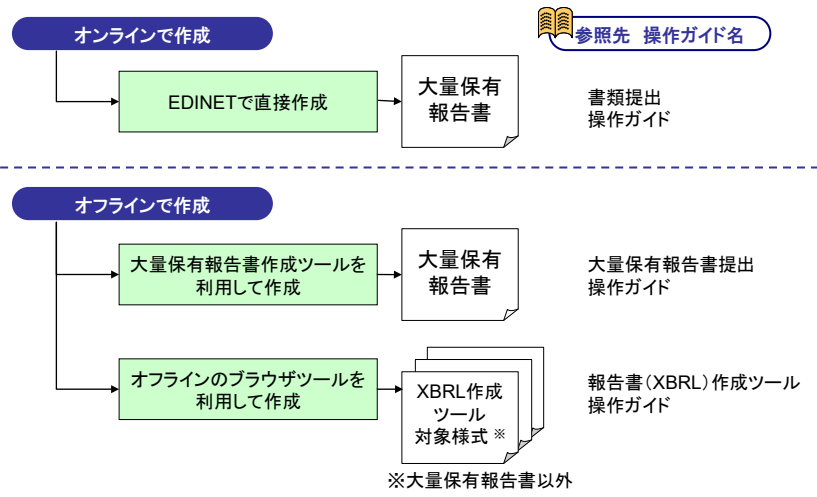 オンラインで作成
参照先 操作ガイド名
EDINETで直接作成
大量保有
報告書
書類提出
操作ガイド
オフラインで作成
大量保有報告書作成ツールを
利用して作成
大量保有
報告書
大量保有報告書提出
操作ガイド
オフラインのブラウザツールを
利用して作成
XBRL作成
ツール
対象様式 ※
報告書(XBRL)作成ツール
操作ガイド
※大量保有報告書以外